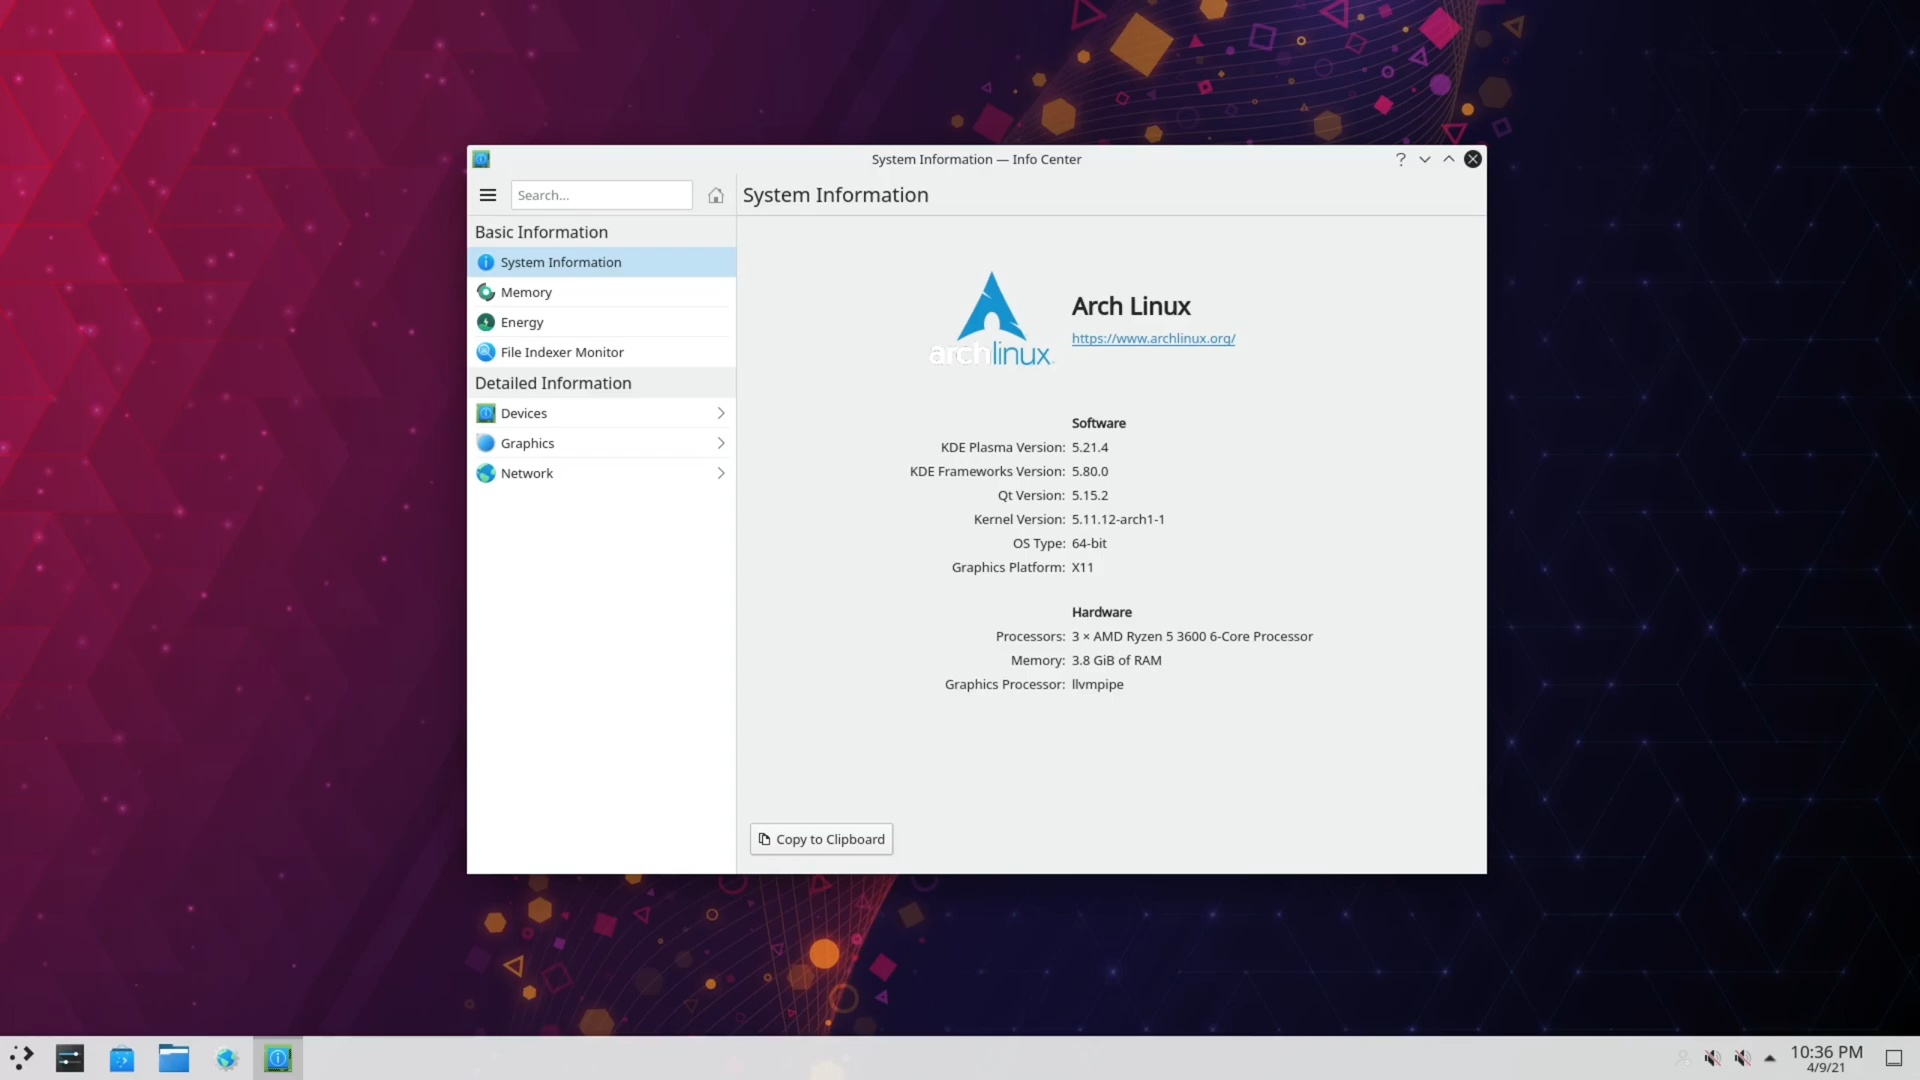 System Information — Info Center
Search...
System Information
Basic Information
System Information
Memory
Energy
File Indexer Monitor
Detailed Information
Devices
Graphics
Network
archlinux
Arch Linux
https://www.archlinux.org/
Software
KDE Plasma Version: 5.21.4
KDE Frameworks Version: 5.80.0
Qt Version: 5.15.2
Kernel Version: 5.11.12-arch1-1
OS Type: 64-bit
Graphics Platform: X11
Hardware
Processors: 3 × AMD Ryzen 5 3600 6-Core Processor
Memory: 3.8 GiB of RAM
Graphics Processor: llvmpipe
Copy to Clipboard
10:36 PM
4/9/21